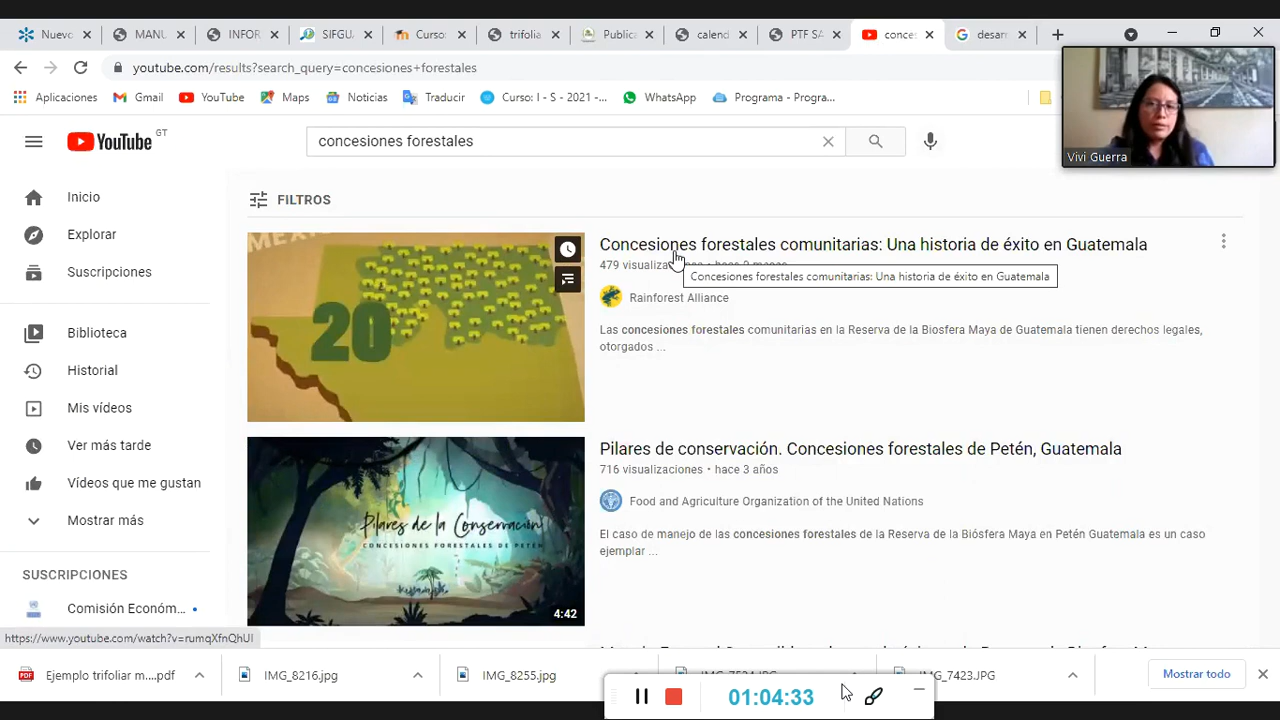 Nuevo
MANU
INFOR
SIFGUA
Curso:
trifolia
Publica
calend
PTF SA
conces
desarr
youtube.com/results?search_query=concesiones+forestales
Aplicaciones
Gmail
YouTube
Maps
Noticias
Traducir
Curso: I - S - 2021 -...
WhatsApp
Programa - Progra...
Vivi Guerra
YouTube GT
concesiones forestales
Inicio
Explorar
Suscripciones
Biblioteca
Historial
Mis vídeos
Ver más tarde
Vídeos que me gustan
Mostrar más
SUSCRIPCIONES
Comisión Económ...
FILTROS
20
Concesiones forestales comunitarias: Una historia de éxito en Guatemala
479
Concesiones forestales comunitarias: Una historia de éxito en Guatemala
Rainforest Alliance
Las concesiones forestales comunitarias en la Reserva de la Biosfera Maya de Guatemala tienen derechos legales,
otorgados ...
Pilares de la Conservación
CONCESIONES FORESTALES DE PETÉN
4:42
Pilares de conservación. Concesiones forestales de Petén, Guatemala
716 visualizaciones • hace 3 años
Food and Agriculture Organization of the United Nations
El caso de manejo de las concesiones forestales de la Reserva de la Biósfera Maya en Petén Guatemala es un caso
ejemplar ...
https://www.youtube.com/watch?v=rumqXfnQhUI
Ejemplo trifoliar m....pdf
IMG_8216.jpg
IMG_8255.jpg
IMG_7423.JPG
Mostrar todo
01:04:33